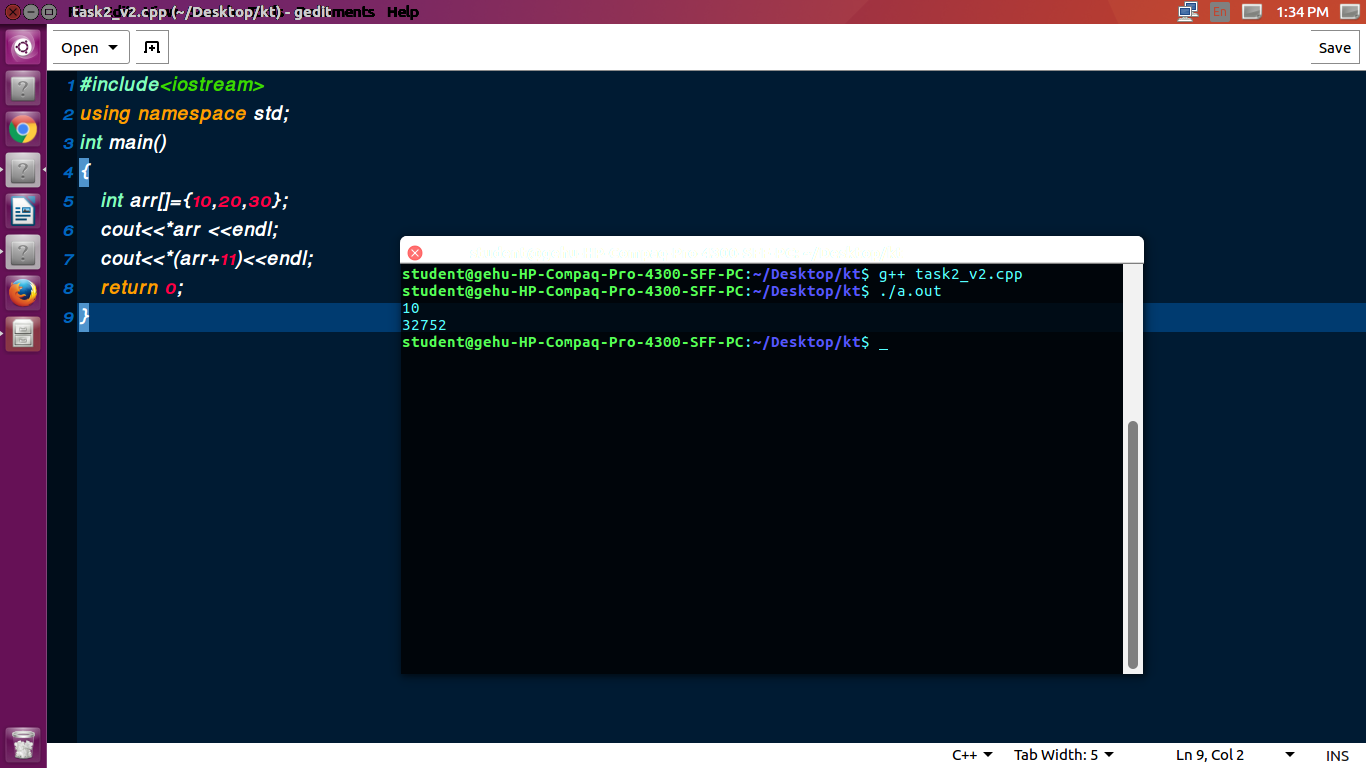 task2_v2.cpp (~/Desktop/kt) - gedit
Help
En
1:34 PM
Open
Save
1 #include<iostream>
2 using namespace std;
3 int main()
4 {
5 int arr[]={10,20,30};
6 cout<<*arr <<endl;
7 cout<<*(arr+11)<<endl;
8 return 0;
9 }
student@gehu-HP-Compaq-Pro-4300-SFF-PC:~/Desktop/kt$ g++ task2_v2.cpp
student@gehu-HP-Compaq-Pro-4300-SFF-PC:~/Desktop/kt$ ./a.out
10
32752
student@gehu-HP-Compaq-Pro-4300-SFF-PC:~/Desktop/kt$ _
C++ Tab Width: 5 Ln 9, Col 2 INS